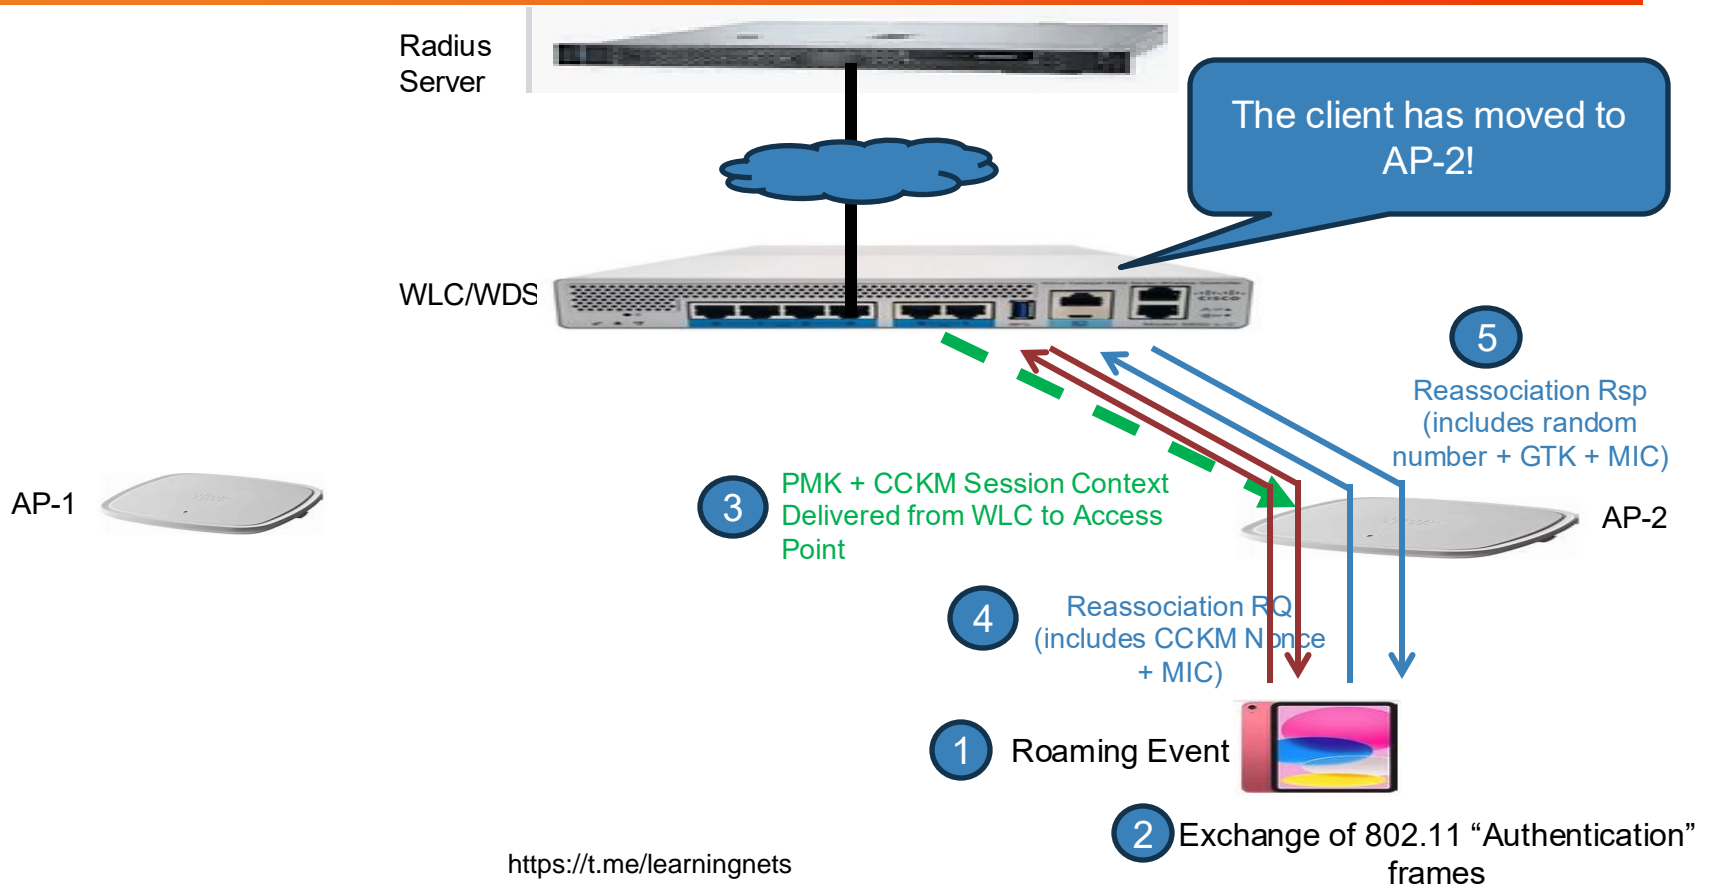 Radius
Server
The client has moved to
AP-2!
WLC/WDS
CISCO
5
Reassociation Rsp
(includes random
number + GTK + MIC)
AP-1
3
PMK + CCKM Session Context
Delivered from WLC to Access
Point
AP-2
4
Reassociation RQ
(includes CCKM Nonce
+ MIC)
1
Roaming Event
2
Exchange of 802.11 “Authentication”
frames
https://t.me/learningnets